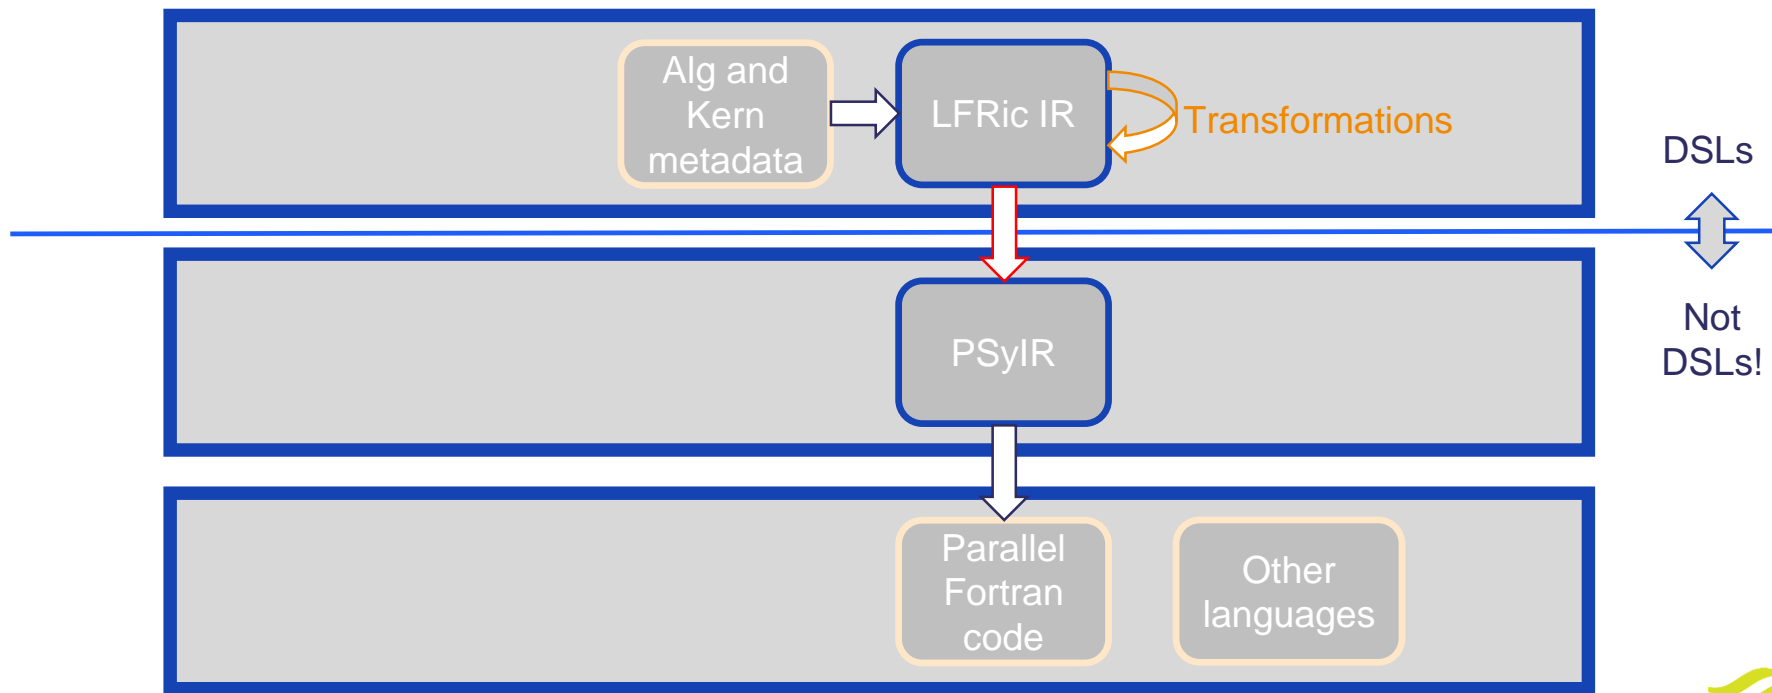 Alg and
Kern
metadata
LFRic IR
Transformations
DSLs
Not
DSLs!
PSyIR
Parallel
Fortran
code
Other
languages